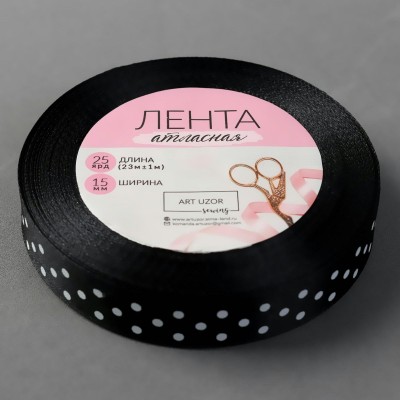 ЛЕНТА
атласная
25 ярд ДЛИНА (23м±1м)
15 мм ШИРИНА
ART UZOR
sewing